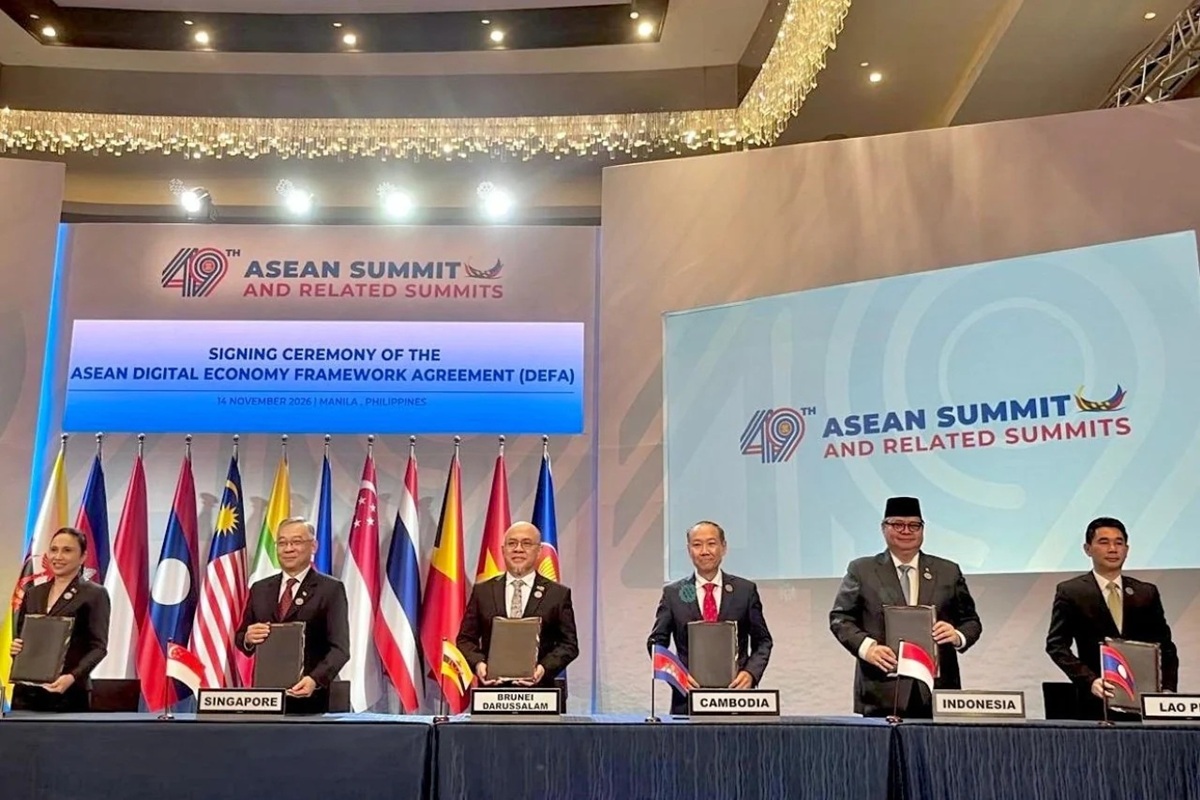 49TH
ASEAN SUMMIT
AND RELATED SUMMITS
SIGNING CEREMONY OF THE
ASEAN DIGITAL ECONOMY FRAMEWORK AGREEMENT (DEFA)
14 NOVEMBER 2026 | MANILA , PHILIPPINES
49TH
ASEAN SUMMIT
AND RELATED SUMMITS
SINGAPORE
BRUNEI
DARUSSALAM
CAMBODIA
INDONESIA
LAO P